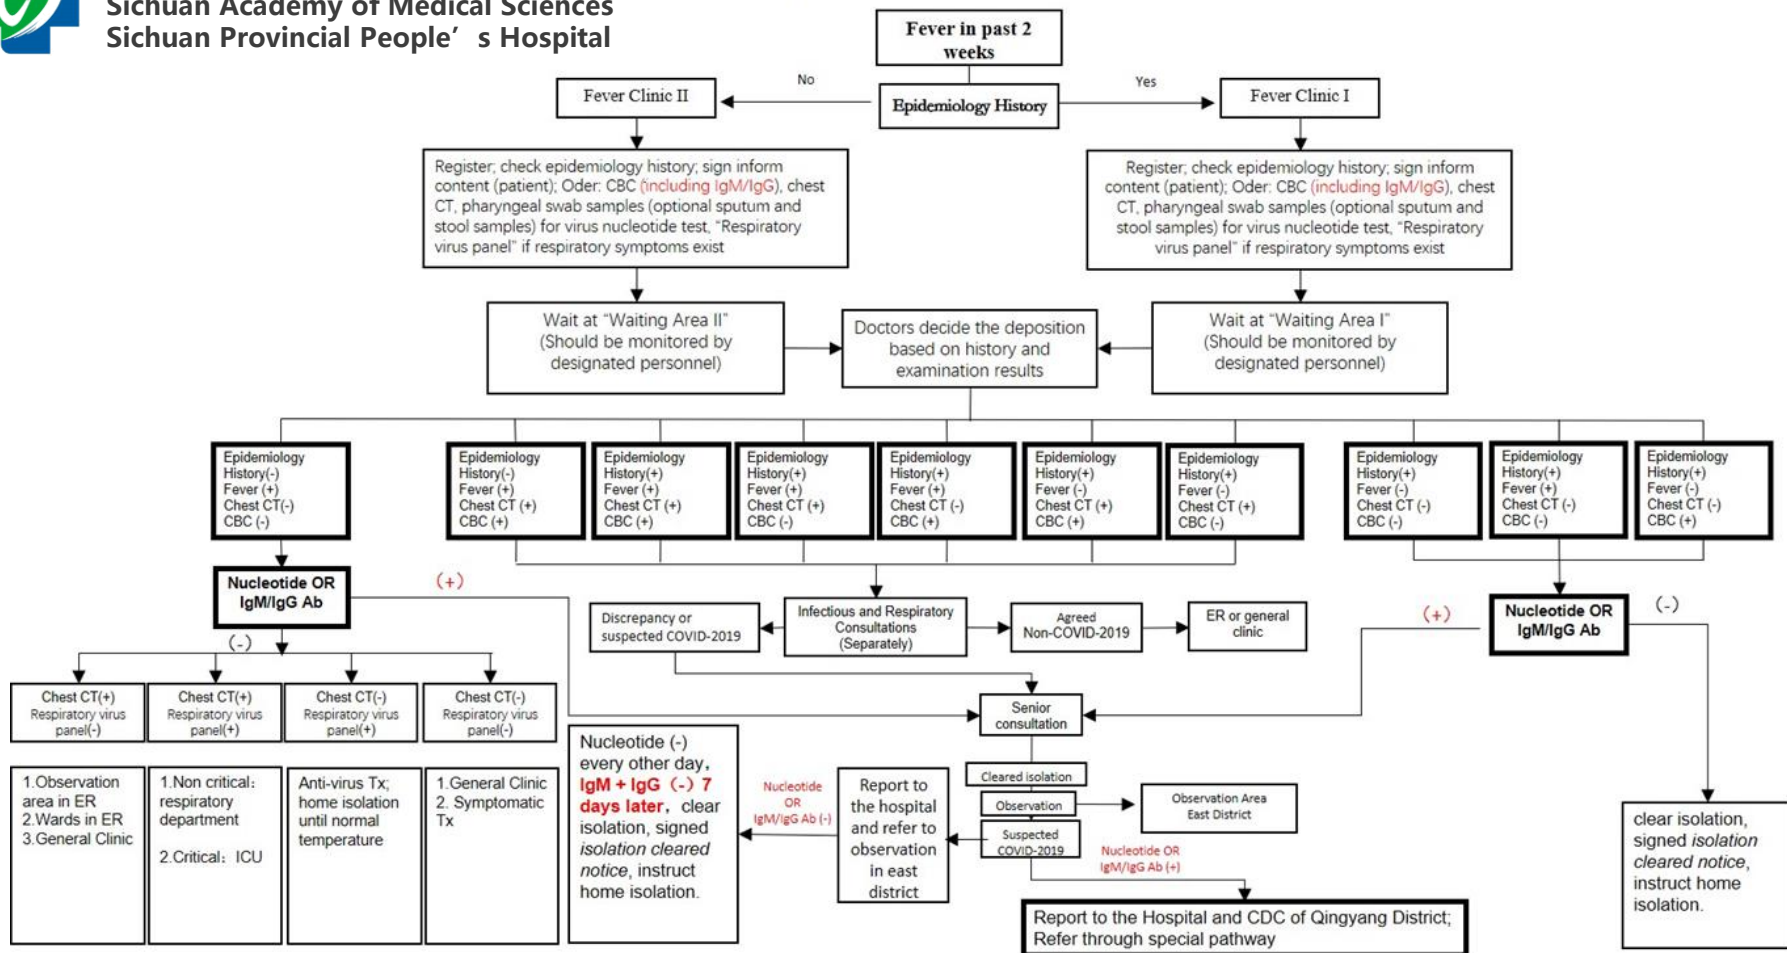 Sichuan Academy of Medical Sciences
Sichuan Provincial People’s Hospital
Fever in past 2
weeks
No
Yes
Fever Clinic II
Epidemiology History
Fever Clinic I
Register; check epidemiology history; sign inform
content (patient); Oder: CBC (including IgM/IgG), chest
CT, pharyngeal swab samples (optional sputum and
stool samples) for virus nucleotide test, “Respiratory
virus panel” if respiratory symptoms exist
Register; check epidemiology history; sign inform
content (patient); Oder: CBC (including IgM/IgG), chest
CT, pharyngeal swab samples (optional sputum and
stool samples) for virus nucleotide test, “Respiratory
virus panel” if respiratory symptoms exist
Wait at “Waiting Area II”
(Should be monitored by
designated personnel)
Doctors decide the deposition
based on history and
examination results
Wait at “Waiting Area I”
(Should be monitored by
designated personnel)
Epidemiology
History(-)
Fever (+)
Chest CT(-)
CBC (-)
Epidemiology
History(-)
Fever (+)
Chest CT (+)
CBC (+)
Epidemiology
History(+)
Fever (+)
Chest CT (+)
CBC (+)
Epidemiology
History(+)
Fever (+)
Chest CT (+)
CBC (-)
Epidemiology
History(+)
Fever (+)
Chest CT (-)
CBC (+)
Epidemiology
History(+)
Fever (-)
Chest CT (+)
CBC (+)
Epidemiology
History(+)
Fever (-)
Chest CT (+)
CBC (-)
Epidemiology
History(+)
Fever (-)
Chest CT (-)
CBC (-)
Epidemiology
History(+)
Fever (+)
Chest CT (-)
CBC (-)
Epidemiology
History(+)
Fever (-)
Chest CT (-)
CBC (+)
Nucleotide OR
IgM/IgG Ab
(+)
(-)
Discrepancy or
suspected COVID-2019
Infectious and Respiratory
Consultations
(Separately)
Agreed
Non-COVID-2019
ER or general
clinic
(+)
Nucleotide OR
IgM/IgG Ab
(-)
Chest CT(+)
Respiratory virus
panel(-)
Chest CT(+)
Respiratory virus
panel(+)
Chest CT(-)
Respiratory virus
panel(+)
Chest CT(-)
Respiratory virus
panel(-)
Senior
consultation
1.Observation
area in ER
2.Wards in ER
3.General Clinic
1.Non critical:
respiratory
department
2.Critical: ICU
Anti-virus Tx;
home isolation
until normal
temperature
1.General Clinic
2. Symptomatic
Tx
Nucleotide (-)
every other day,
IgM + IgG (-) 7
days later, clear
isolation, signed
isolation cleared
notice, instruct
home isolation.
Nucleotide
OR
IgM/IgG Ab (-)
Report to
the hospital
and refer to
observation
in east
district
Cleared isolation
Observation
Suspected
COVID-2019
Observation Area
East District
Nucleotide OR
IgM/IgG Ab (+)
Report to the Hospital and CDC of Qingyang District;
Refer through special pathway
clear isolation,
signed isolation
cleared notice,
instruct home
isolation.